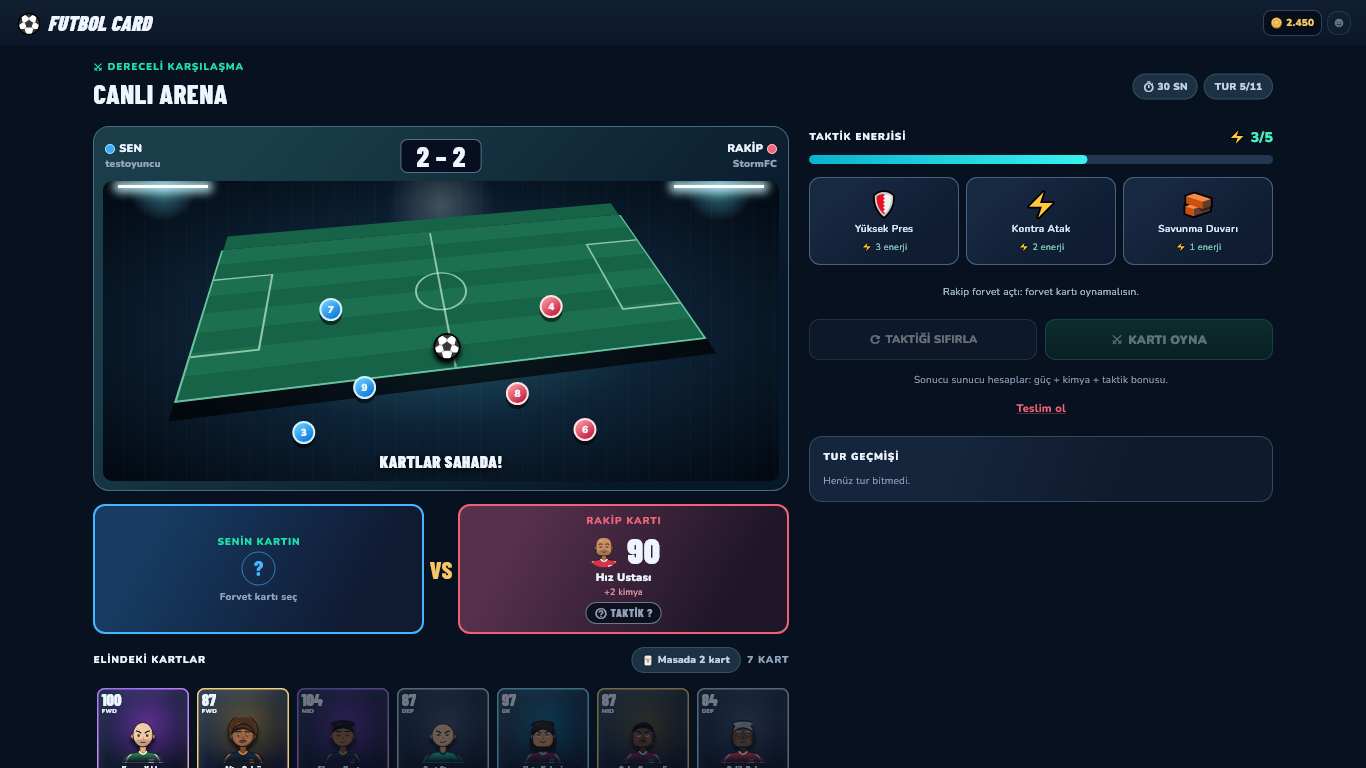 FUTBOL CARD
2.450
DERECELİ KARŞILAŞMA
CANLI ARENA
30 SN
TUR 5/11
SEN
testoyuncu
2 – 2
RAKİP
StormFC
7
4
9
8
3
6
KARTLAR SAHADA!
TAKTİK ENERJİSİ
3/5
Yüksek Pres
3 enerji
Kontra Atak
2 enerji
Savunma Duvarı
1 enerji
Rakip forvet açtı: forvet kartı oynamalısın.
TAKTİĞİ SIFIRLA
KARTI OYNA
Sonucu sunucu hesaplar: güç + kimya + taktik bonusu.
Teslim ol
TUR GEÇMİŞİ
Henüz tur bitmedi.
SENİN KARTIN
?
Forvet kartı seç
VS
RAKİP KARTI
90
Hız Ustası
+2 kimya
? TAKTİK ?
ELİNDEKİ KARTLAR
Masada 2 kart
7 KART
100
FWD
87
FWD
104
MID
87
DEF
97
GK
87
MID
84
DEF